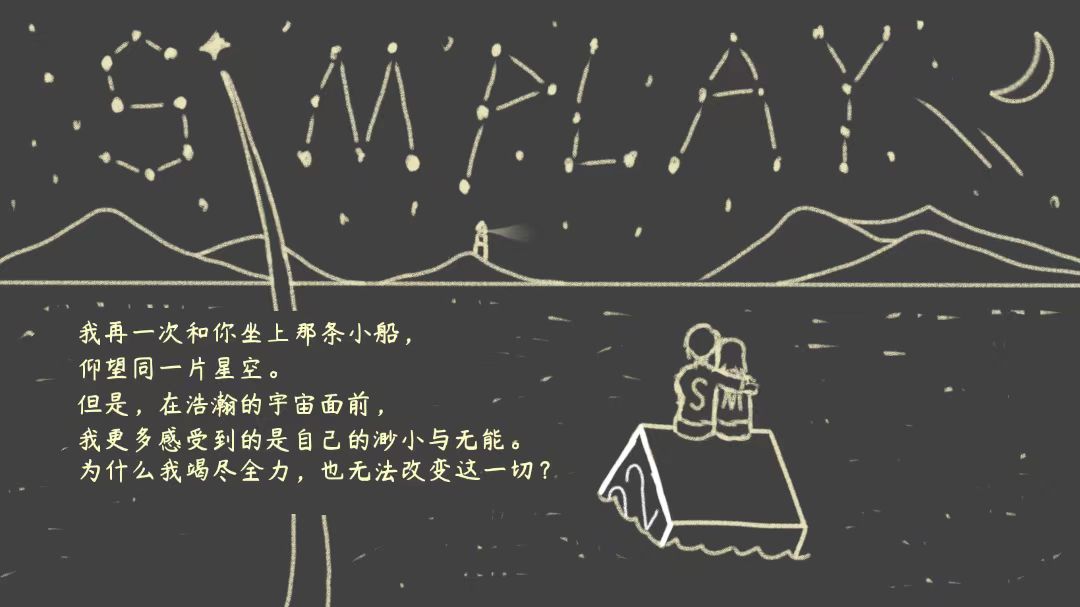 SIMPLAY
我再一次和你坐上那条小船，
仰望同一片星空。
但是，在浩瀚的宇宙面前，
我更多感受到的是自己的渺小与无能。
为什么我竭尽全力，也无法改变这一切？
S M